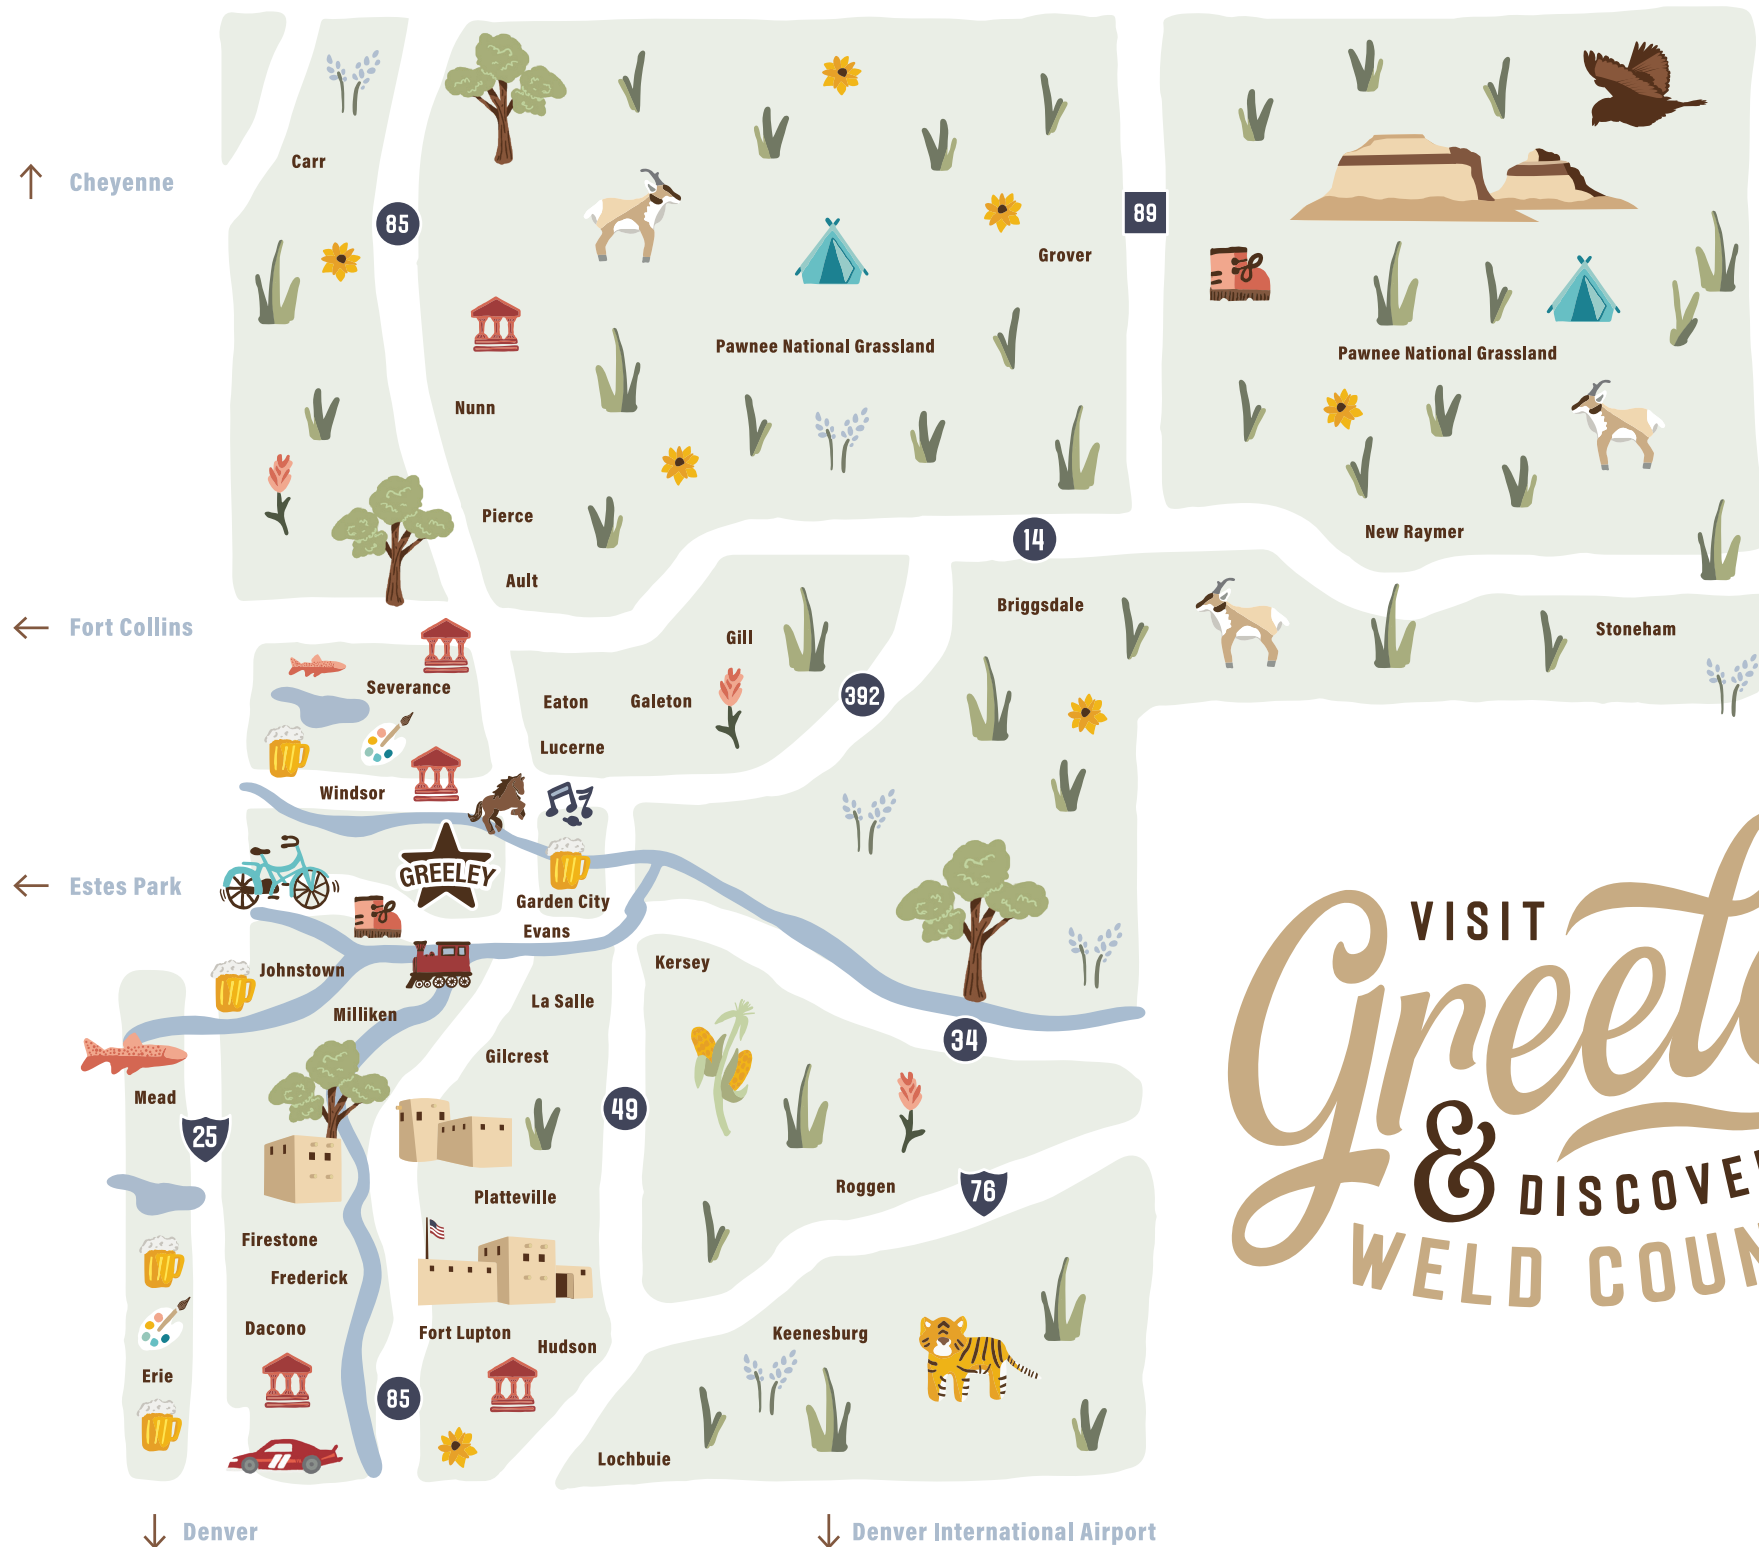 Carr
Cheyenne
85
89
Grover
Pawnee National Grassland
Pawnee National Grassland
Nunn
Pierce
New Raymer
14
Ault
Briggsdale
Fort Collins
Gill
Stoneham
Severance
Eaton
Galeton
392
Lucerne
Windsor
GREELEY
Estes Park
Garden City
Evans
Kersey
Johnstown
La Salle
Milliken
34
Gilcrest
Mead
49
25
Roggen
76
Platteville
Firestone
Frederick
Dacono
Fort Lupton
Hudson
Keenesburg
Erie
85
Lochbuie
Denver
Denver International Airport
VISIT
Gree
& DISCOVE
WELD COUN